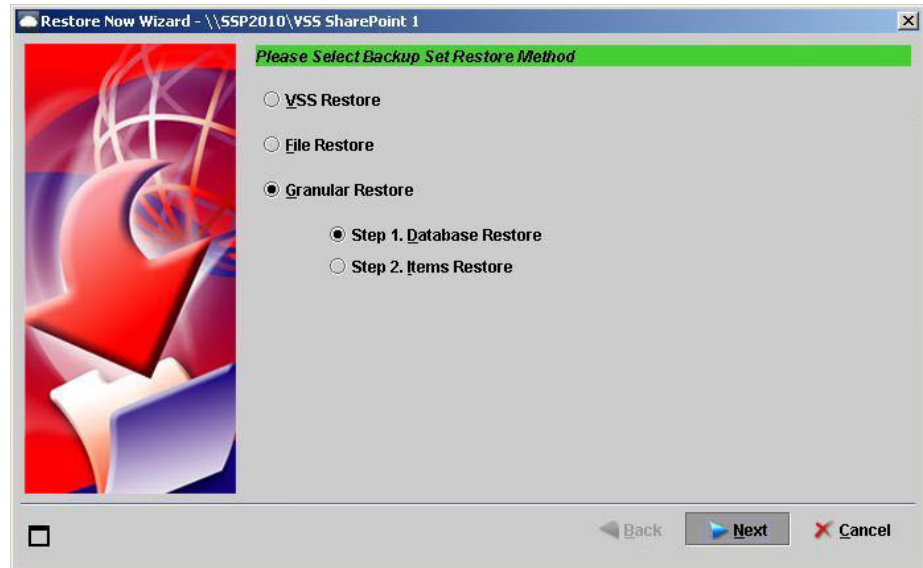 Restore Now Wizard - \\SSP2010\VSS SharePoint 1
Please Select Backup Set Restore Method
VSS Restore
File Restore
Granular Restore
Step 1. Database Restore
Step 2. Items Restore
Back
Next
Cancel